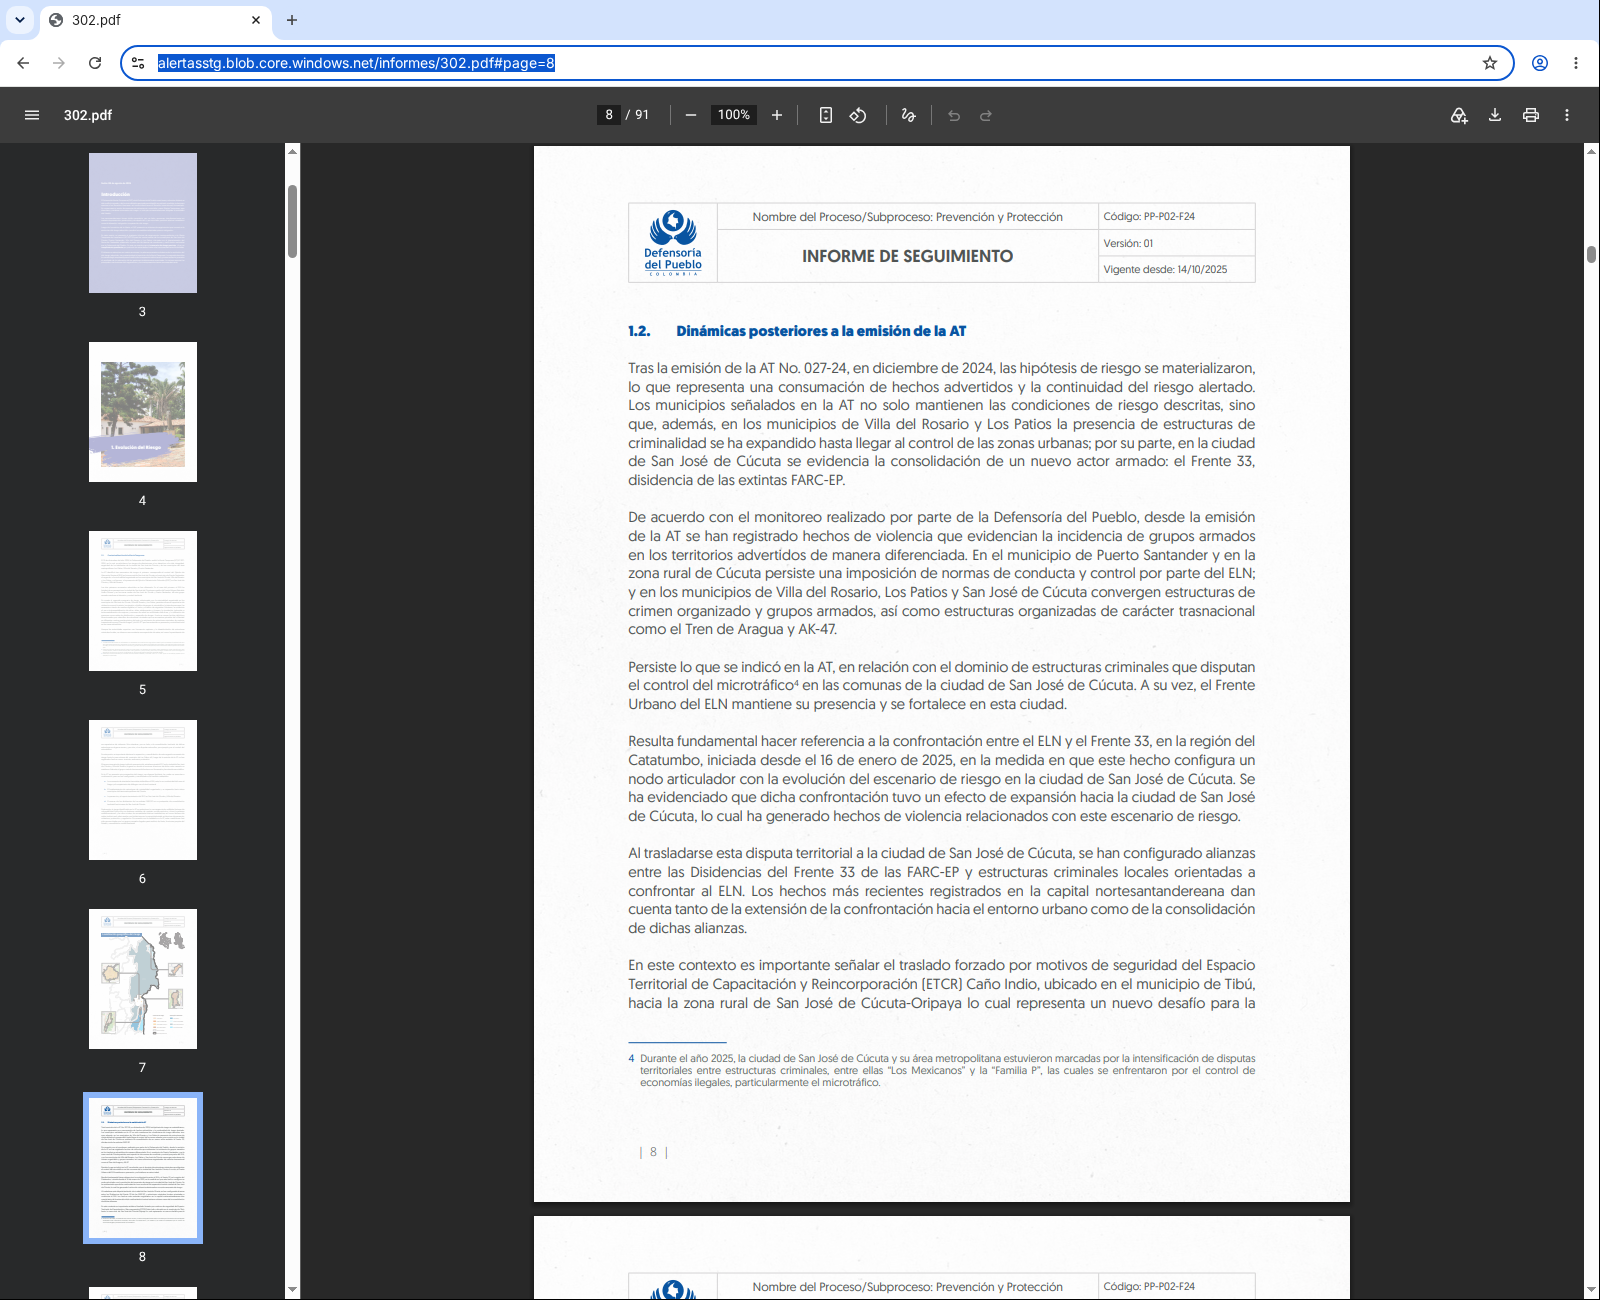 302.pdf
alertasstg.blob.core.windows.net/informes/302.pdf#page=8
302.pdf
8 / 91
100%
3
I. Evolución del Riesgo
4
5
6
7
8
Defensoría
del Pueblo
COLOMBIA
Nombre del Proceso/Subproceso: Prevención y Protección
INFORME DE SEGUIMIENTO
Código: PP-P02-F24
Versión: 01
Vigente desde: 14/10/2025
1.2. Dinámicas posteriores a la emisión de la AT
Tras la emisión de la AT No. 027-24, en diciembre de 2024, las hipótesis de riesgo se materializaron,
lo que representa una consumación de hechos advertidos y la continuidad del riesgo alertado.
Los municipios señalados en la AT no solo mantienen las condiciones de riesgo descritas, sino
que, además, en los municipios de Villa del Rosario y Los Patios la presencia de estructuras de
criminalidad se ha expandido hasta llegar al control de las zonas urbanas; por su parte, en la ciudad
de San José de Cúcuta se evidencia la consolidación de un nuevo actor armado: el Frente 33,
disidencia de las extintas FARC-EP.
De acuerdo con el monitoreo realizado por parte de la Defensoría del Pueblo, desde la emisión
de la AT se han registrado hechos de violencia que evidencian la incidencia de grupos armados
en los territorios advertidos de manera diferenciada. En el municipio de Puerto Santander y en la
zona rural de Cúcuta persiste una imposición de normas de conducta y control por parte del ELN;
y en los municipios de Villa del Rosario, Los Patios y San José de Cúcuta convergen estructuras de
crimen organizado y grupos armados, así como estructuras organizadas de carácter trasnacional
como el Tren de Aragua y AK-47.
Persiste lo que se indicó en la AT, en relación con el dominio de estructuras criminales que disputan
el control del microtráfico⁴ en las comunas de la ciudad de San José de Cúcuta. A su vez, el Frente
Urbano del ELN mantiene su presencia y se fortalece en esta ciudad.
Resulta fundamental hacer referencia a la confrontación entre el ELN y el Frente 33, en la región del
Catatumbo, iniciada desde el 16 de enero de 2025, en la medida en que este hecho configura un
nodo articulador con la evolución del escenario de riesgo en la ciudad de San José de Cúcuta. Se
ha evidenciado que dicha confrontación tuvo un efecto de expansión hacia la ciudad de San José
de Cúcuta, lo cual ha generado hechos de violencia relacionados con este escenario de riesgo.
Al trasladarse esta disputa territorial a la ciudad de San José de Cúcuta, se han configurado alianzas
entre las Disidencias del Frente 33 de las FARC-EP y estructuras criminales locales orientadas a
confrontar al ELN. Los hechos más recientes registrados en la capital nortesantandereana dan
cuenta tanto de la extensión de la confrontación hacia el entorno urbano como de la consolidación
de dichas alianzas.
En este contexto es importante señalar el traslado forzado por motivos de seguridad del Espacio
Territorial de Capacitación y Reincorporación (ETCR) Caño Indio, ubicado en el municipio de Tibú,
hacia la zona rural de San José de Cúcuta-Oripaya lo cual representa un nuevo desafío para la
4 Durante el año 2025, la ciudad de San José de Cúcuta y su área metropolitana estuvieron marcadas por la intensificación de disputas
territoriales entre estructuras criminales, entre ellas "Los Mexicanos" y la "Familia P", las cuales se enfrentaron por el control de
economías ilegales, particularmente el microtráfico.
| 8 |
Nombre del Proceso/Subproceso: Prevención y Protección
Código: PP-P02-F24